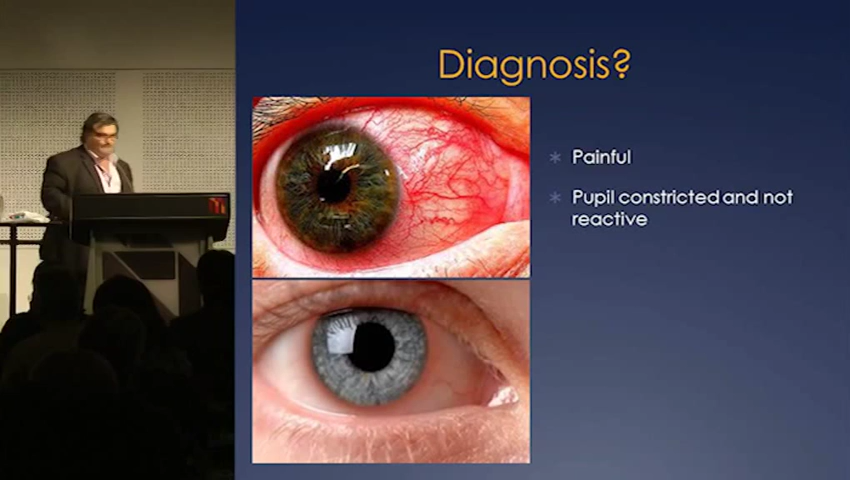 Diagnosis?
Painful
Pupil constricted and not
reactive